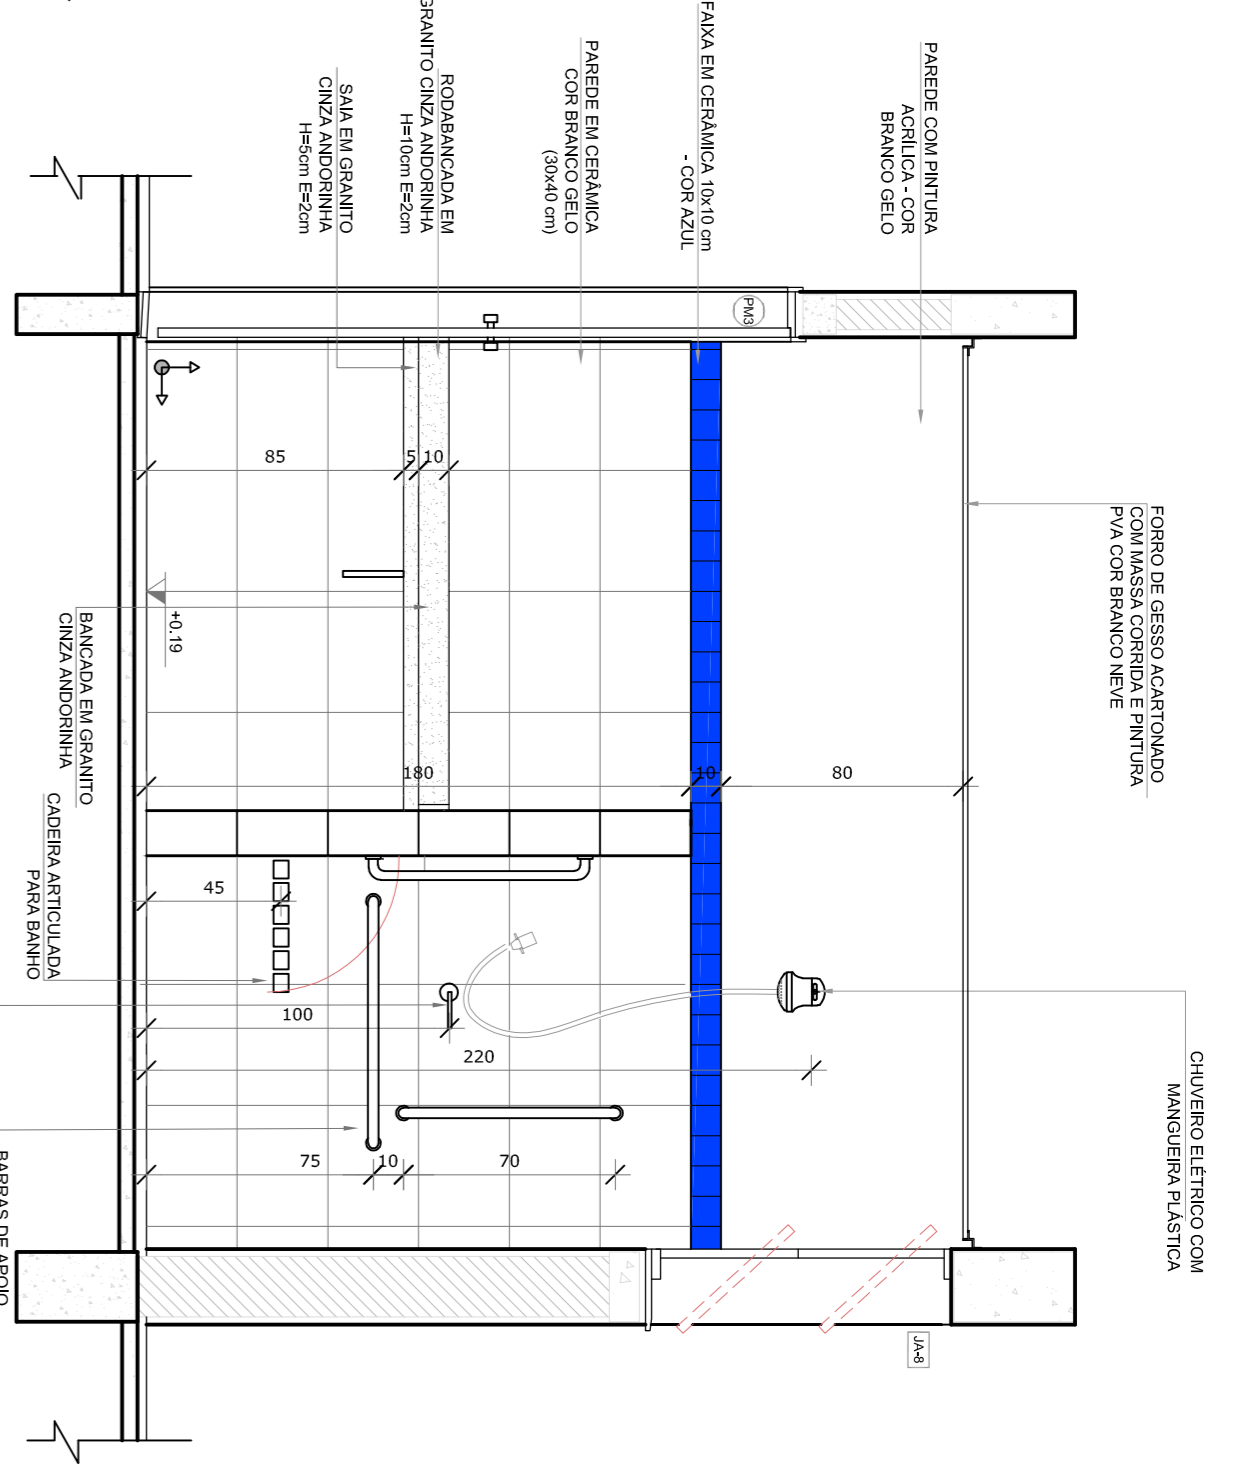 FORRO DE GESSO ACARTONADO
COM MASSA CORRIDA E PINTURA
PVA COR BRANCO NEVE
CHUVEIRO ELÉTRICO COM
MANGUEIRA PLÁSTICA
PAREDE COM PINTURA
ACRÍLICA - COR
BRANCO GELO
JA-8
FAIXA EM CERÂMICA 10x10 cm
- COR AZUL
PM3
PAREDE EM CERÂMICA
COR BRANCO GELO
(30x40 cm)
RODABANCADA EM
GRANITO CINZA ANDORINHA
H=10cm E=2cm
SAIA EM GRANITO
CINZA ANDORINHA
H=5cm E=2cm
85
5
10
180
10
80
45
100
220
75
10
70
+0.19
BANCADA EM GRANITO
CINZA ANDORINHA
CADEIRA ARTICULADA
PARA BANHO
BARRAS DE APOIO